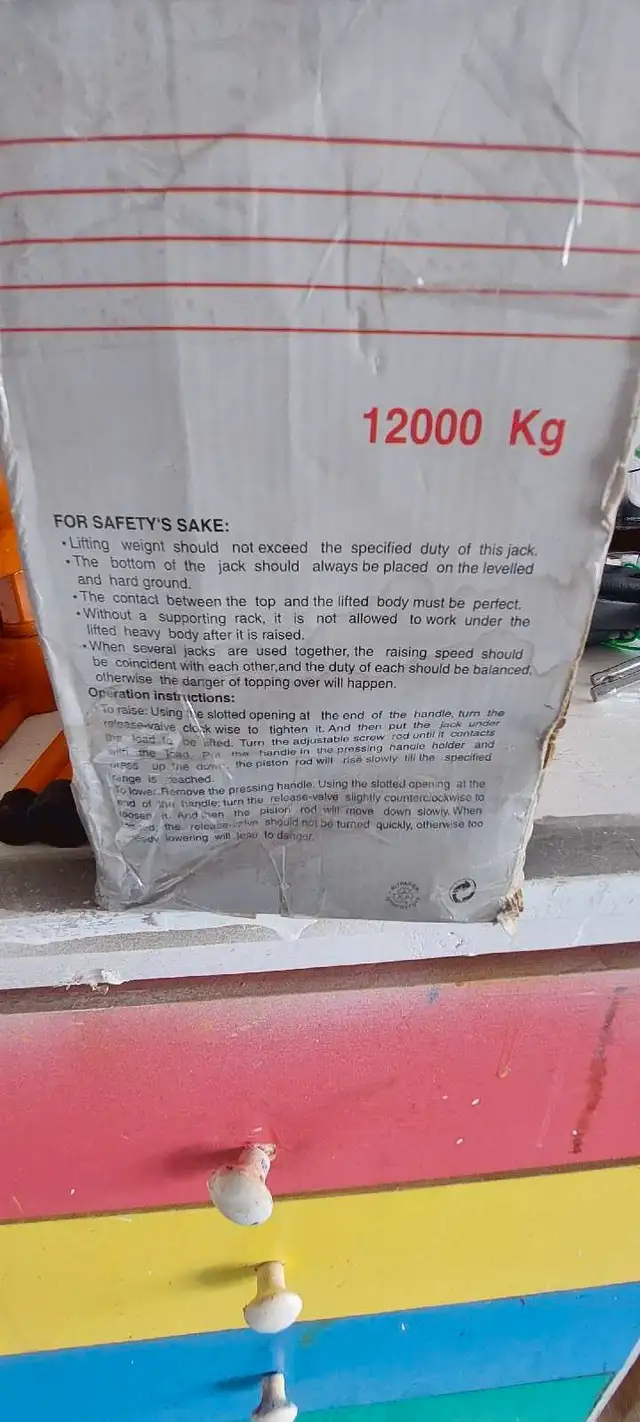 12000 Kg
FOR SAFETY'S SAKE:
•Lifting weignt should not exceed the specified duty of this jack.
•The bottom of the jack should always be placed on the levelled
and hard ground.
•The contact between the top and the lifted body must be perfect.
•Without a supporting rack, it is not allowed to work under the
lifted heavy body after it is raised.
•When several jacks are used together, the raising speed should
be coincident with each other,and the duty of each should be balanced,
otherwise the danger of topping over will happen.
Operation instructions:
To raise: Using the slotted opening at the end of the handle, turn the
release-valve clock wise to tighten it. And then put the jack under
the load to be lifted. Turn the adjustable screw rod until it contacts
with the load. Put the handle in the pressing handle holder and
press up the down, the piston rod will rise slowly till the specified
range is reached.
To lower: Remove the pressing handle. Using the slotted opening at the
end of the handle; turn the release-valve slightly counterclockwise to
loosen it. And then the piston rod will move down slowly. When
the release-valve should not be turned quickly, otherwise too
lowering will lead to danger.